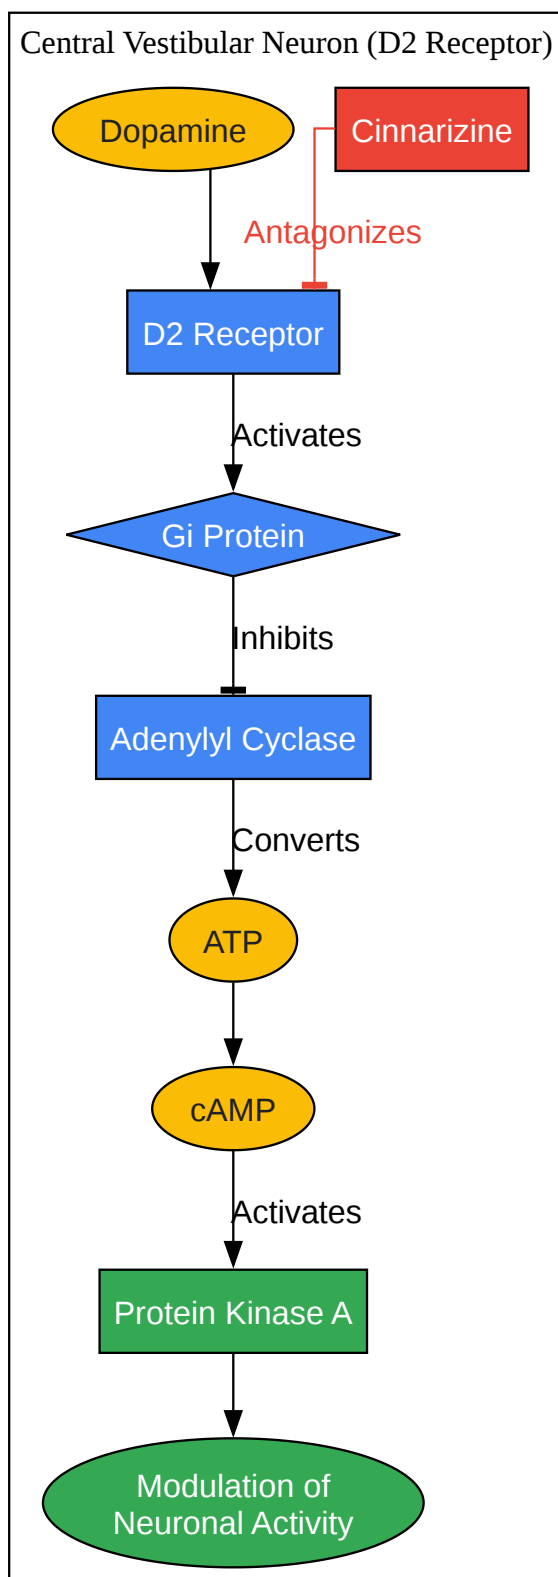 Central Vestibular Neuron (D2 Receptor)
Dopamine
Cinnarizine
Antagonizes
D2 Receptor
Activates
Gi Protein
Inhibits
Adenylyl Cyclase
Converts
ATP
cAMP
Activates
Protein Kinase A
Modulation of
Neuronal Activity